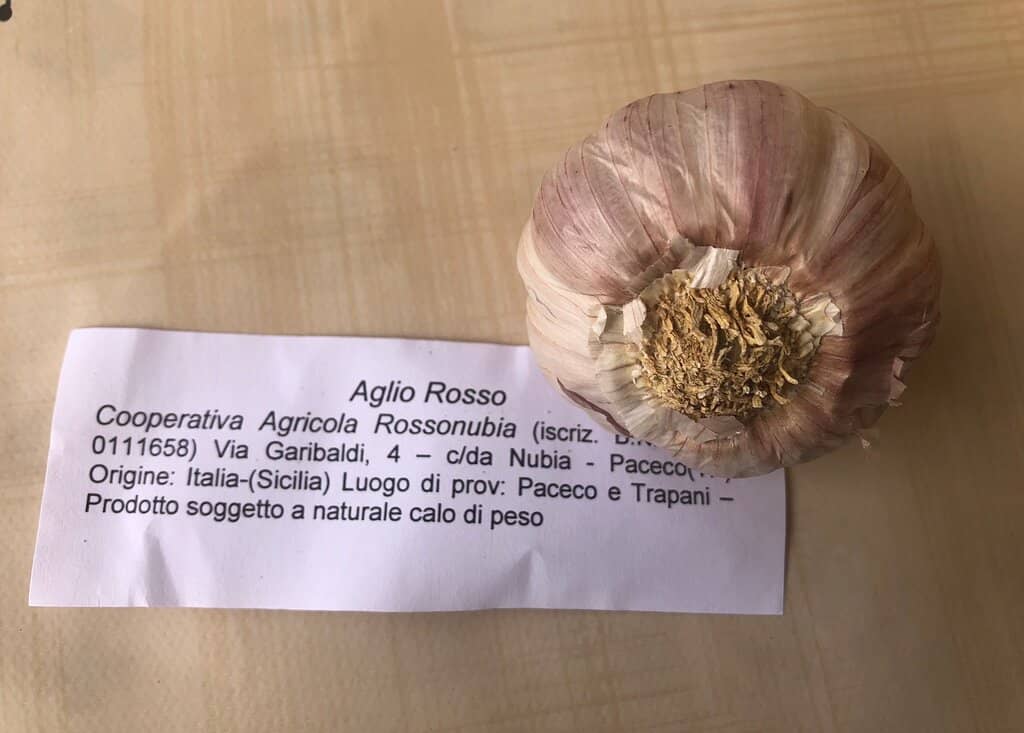 Aglio Rosso
Cooperativa Agricola Rossonubia (iscriz.
0111658) Via Garibaldi, 4 – c/da Nubia - Paceco(
Origine: Italia-(Sicilia) Luogo di prov: Paceco e Trapani –
Prodotto soggetto a naturale calo di peso